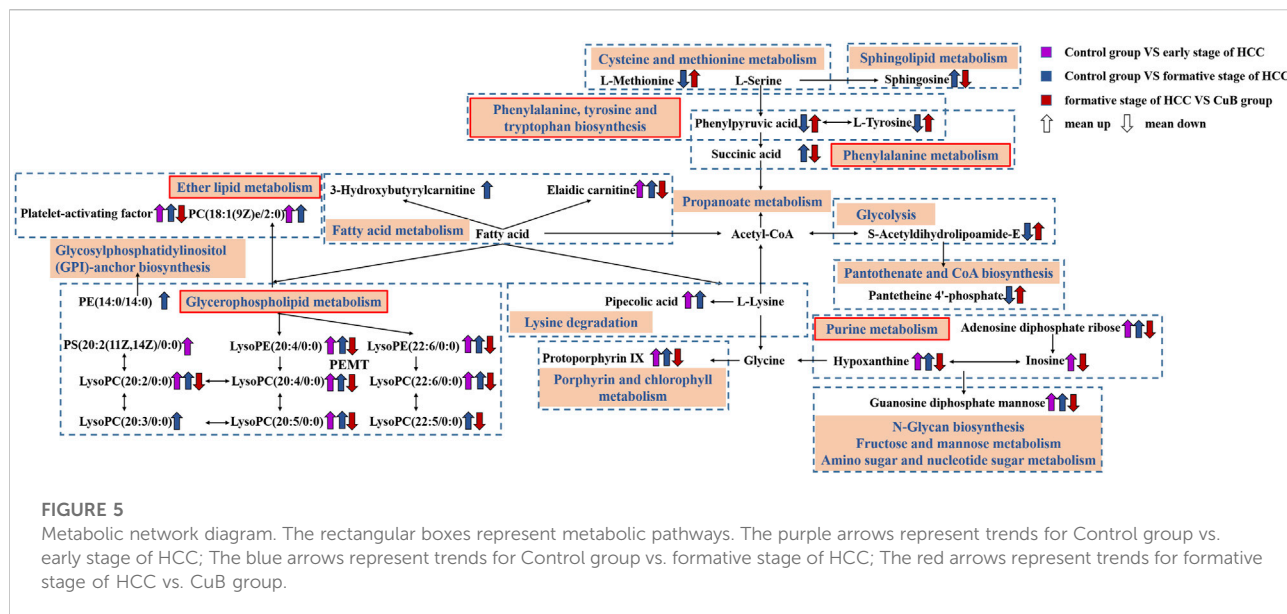 Cysteine and methionine metabolism
L-Methionine
L-Serine
Sphingolipid metabolism
Sphingosine
Control group VS early stage of HCC
Control group VS formative stage of HCC
formative stage of HCC VS CuB group
mean up
mean down
Phenylalanine, tyrosine and
tryptophan biosynthesis
Phenylpyruvic acid
L-Tyrosine
Succinic acid
Phenylalanine metabolism
Ether lipid metabolism
Platelet-activating factor
PC(18:1(9Z)e/2:0)
3-Hydroxybutyrylcarnitine
Elaidic carnitine
Fatty acid metabolism
Fatty acid
Propanoate metabolism
Acetyl-CoA
Glycolysis
S-Acetyldihydrolipoamide-E
Glycosylphosphatidylinositol
(GPI)-anchor biosynthesis
Pantothenate and CoA biosynthesis
Pantetheine 4'-phosphate
PE(14:0/14:0)
Glycerophospholipid metabolism
Pipecolic acid
L-Lysine
Lysine degradation
Purine metabolism
Adenosine diphosphate ribose
PS(20:2(11Z,14Z)/0:0)
LysoPE(20:4/0:0)
LysoPE(22:6/0:0)
PEMT
Protoporphyrin IX
Glycine
Hypoxanthine
Inosine
LysoPC(20:2/0:0)
LysoPC(20:4/0:0)
LysoPC(22:6/0:0)
Porphyrin and chlorophyll
metabolism
Guanosine diphosphate mannose
LysoPC(20:3/0:0)
LysoPC(20:5/0:0)
LysoPC(22:5/0:0)
N-Glycan biosynthesis
Fructose and mannose metabolism
Amino sugar and nucleotide sugar metabolism
FIGURE 5
Metabolic network diagram. The rectangular boxes represent metabolic pathways. The purple arrows represent trends for Control group vs.
early stage of HCC; The blue arrows represent trends for Control group vs. formative stage of HCC; The red arrows represent trends for formative
stage of HCC vs. CuB group.